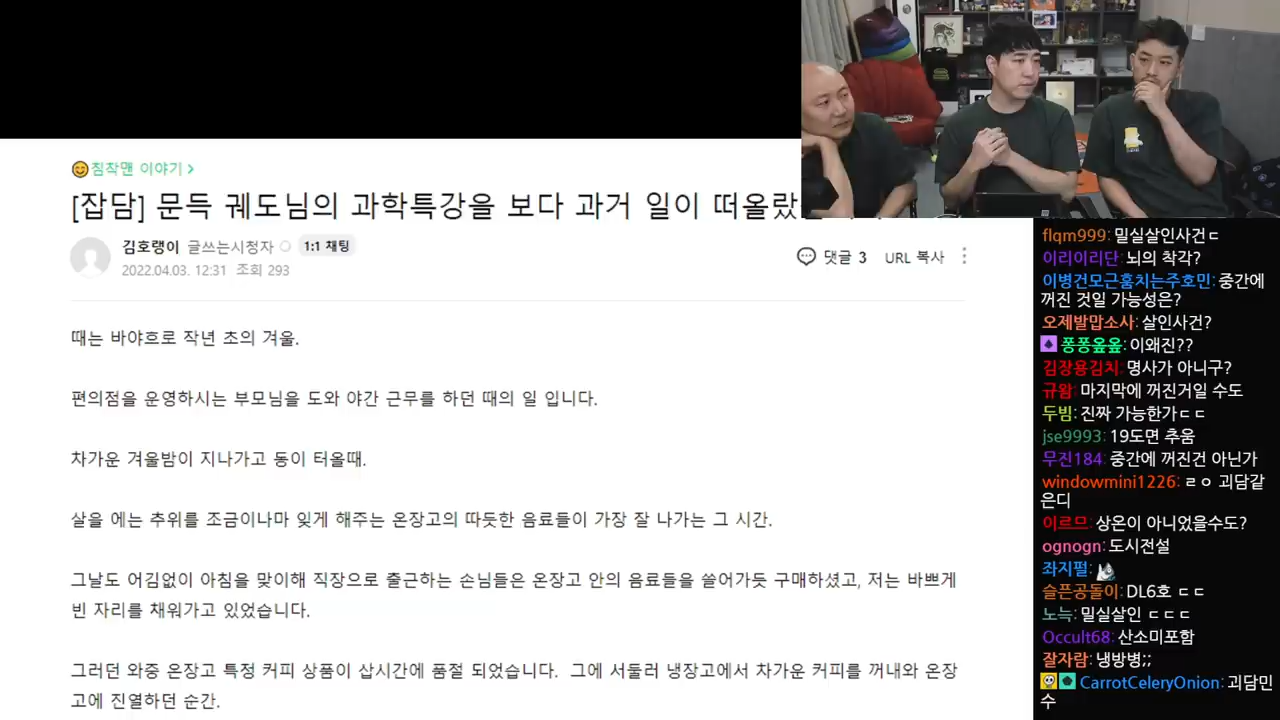 침착맨 이야기 >
[잡담] 문득 궤도님의 과학특강을 보다 과거 일이 떠올랐
김호랭이 글쓰는시청자 1:1 채팅
2022.04.03. 12:31 조회 293
댓글 3 URL 복사
때는 바야흐로 작년 초의 겨울.
편의점을 운영하시는 부모님을 도와 야간 근무를 하던 때의 일 입니다.
차가운 겨울밤이 지나가고 동이 터올때.
살을 에는 추위를 조금이나마 잊게 해주는 온장고의 따듯한 음료들이 가장 잘 나가는 그 시간.
그날도 어김없이 아침을 맞이해 직장으로 출근하는 손님들은 온장고 안의 음료들을 쓸어가듯 구매하셨고, 저는 바쁘게
빈 자리를 채워가고 있었습니다.
그러던 와중 온장고 특정 커피 상품이 삽시간에 품절 되었습니다. 그에 서둘러 냉장고에서 차가운 커피를 꺼내와 온장
고에 진열하던 순간.
flqm999: 밀실살인사건ㄷ
이리이리단: 뇌의 착각?
이병건모근훔치는주호민: 중간에
꺼진 것일 가능성은?
오제발맙소사: 살인사건?
퐁퐁옾옾: 이왜진??
김장용김치: 명사가 아니구?
규왐: 마지막에 꺼진거일 수도
두빔: 진짜 가능한가ㄷㄷ
jse9993: 19도면 추움
무진184: 중간에 꺼진건 아닌가
windowmini1226: ㄹㅇ 괴담같
은디
이르므: 상온이 아니었을수도?
ognogn: 도시전설
좌지펄:
슬픈공돌이: DL6호 ㄷㄷ
노늑: 밀실살인 ㄷㄷㄷ
Occult68: 산소미포함
잘자람: 냉방병;;
CarrotCeleryOnion: 괴담민
수